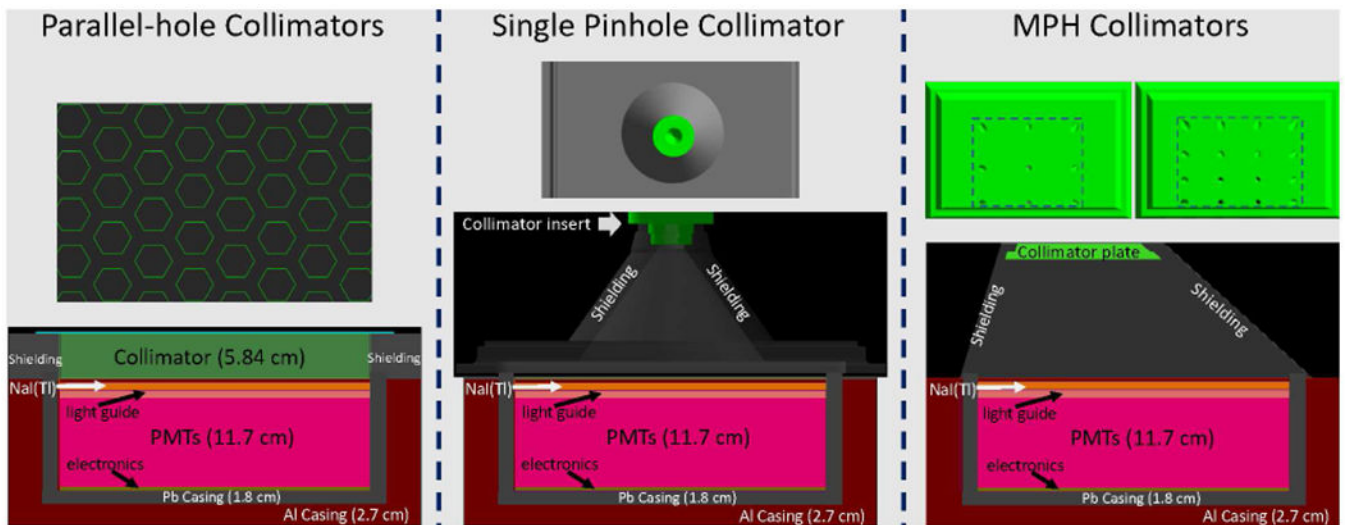 Parallel-hole Collimators
Shielding
Collimator (5.84 cm)
Shielding
NaI(Tl)
light guide
PMTs (11.7 cm)
electronics
Pb Casing (1.8 cm)
Al Casing (2.7 cm)
Single Pinhole Collimator
Collimator insert
Shielding
Shielding
NaI(Tl)
light guide
PMTs (11.7 cm)
electronics
Pb Casing (1.8 cm)
Al Casing (2.7 cm)
MPH Collimators
Collimator plate
Shielding
Shielding
NaI(Tl)
light guide
PMTs (11.7 cm)
electronics
Pb Casing (1.8 cm)
Al Casing (2.7 cm)